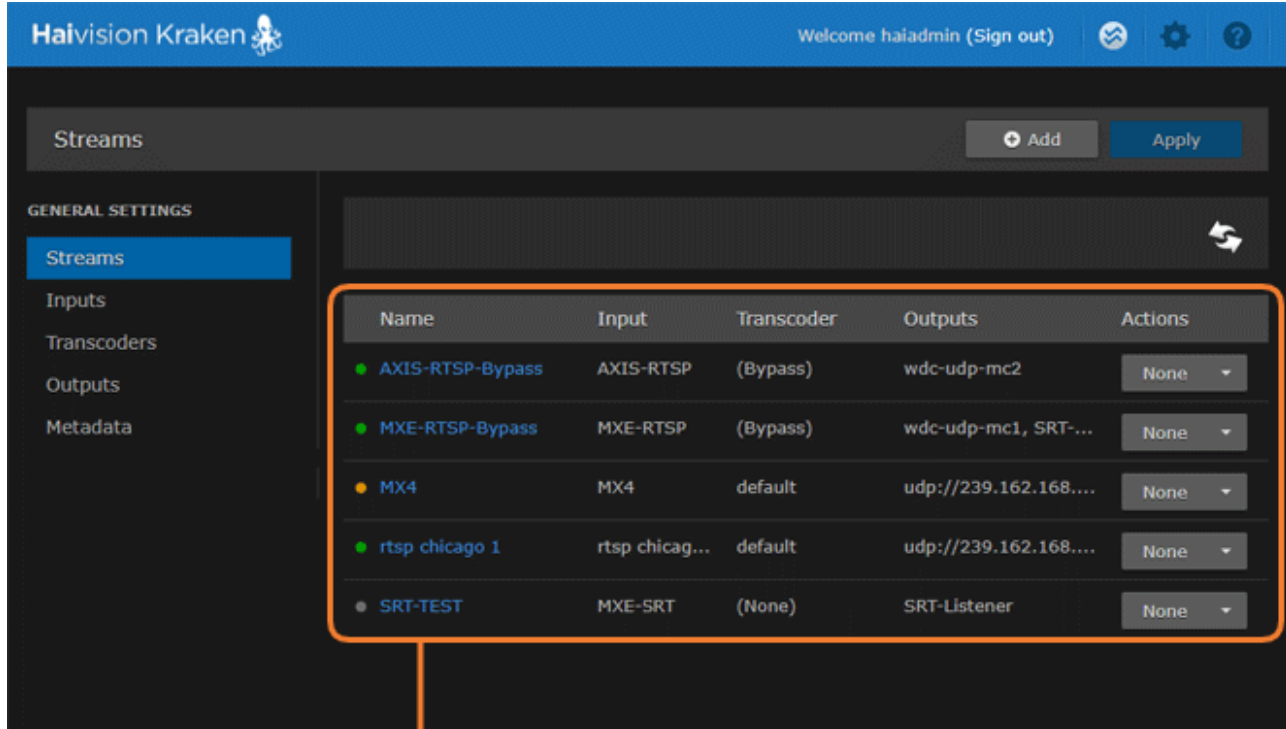 Haivision Kraken
Welcome haiadmin (Sign out)
Streams
Add
Apply
GENERAL SETTINGS
Streams
Inputs
Transcoders
Outputs
Metadata
Name Input Transcoder Outputs Actions
AXIS-RTSP-Bypass AXIS-RTSP (Bypass) wdc-udp-mc2 None
MXE-RTSP-Bypass MXE-RTSP (Bypass) wdc-udp-mc1, SRT-... None
MX4 MX4 default udp://239.162.168.... None
rtsp chicago 1 rtsp chicag... default udp://239.162.168.... None
SRT-TEST MXE-SRT (None) SRT-Listener None